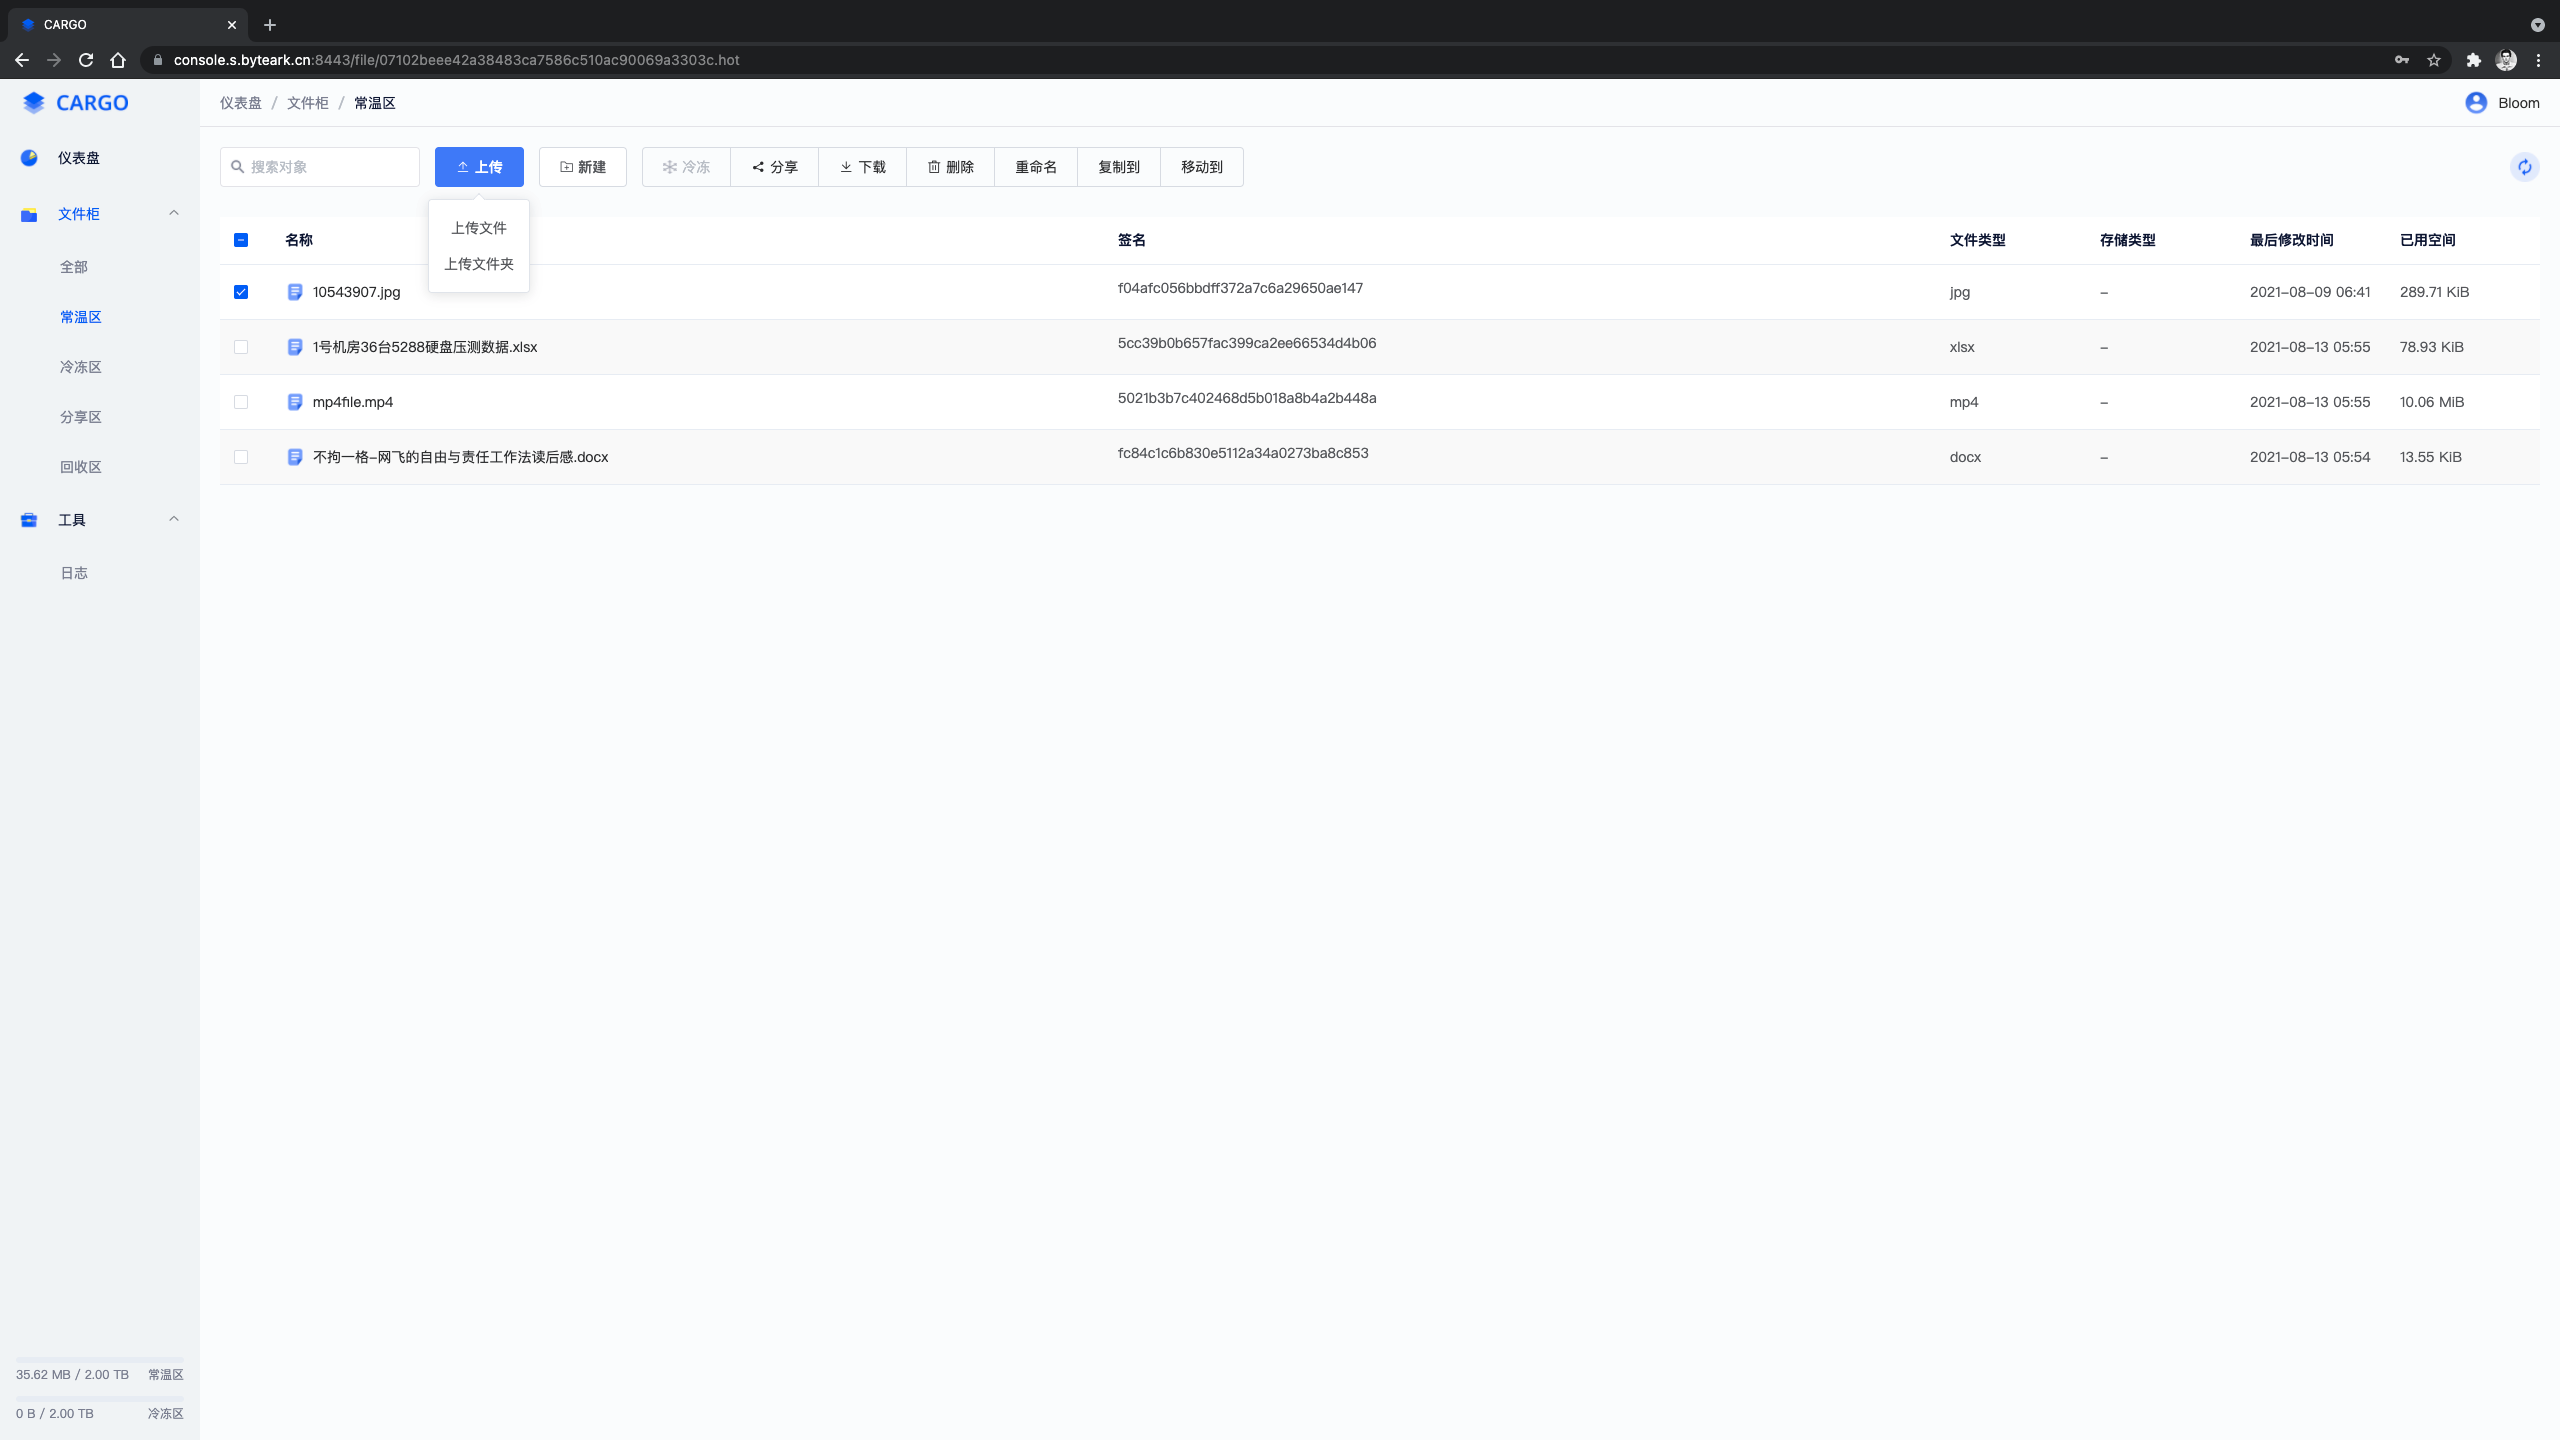 CARGO
console.s.byteark.cn:8443/file/07102beee42a38483ca7586c510ac90069a3303c.hot
CARGO
仪表盘 / 文件柜 / 常温区
Bloom
仪表盘
文件柜
全部
常温区
冷冻区
分享区
回收区
工具
日志
搜索对象
上传
新建
冷冻
分享
下载
删除
重命名
复制到
移动到
上传文件
上传文件夹
名称 签名 文件类型 存储类型 最后修改时间 已用空间
10543907.jpg f04afc056bbdff372a7c6a29650ae147 jpg - 2021-08-09 06:41 289.71 KiB
1号机房36台5288硬盘压测数据.xlsx 5cc39b0b657fac399ca2ee66534d4b06 xlsx - 2021-08-13 05:55 78.93 KiB
mp4file.mp4 5021b3b7c402468d5b018a8b4a2b448a mp4 - 2021-08-13 05:55 10.06 MiB
不拘一格-网飞的自由与责任工作法读后感.docx fc84c1c6b830e5112a34a0273ba8c853 docx - 2021-08-13 05:54 13.55 KiB
35.62 MB / 2.00 TB 常温区
0 B / 2.00 TB 冷冻区